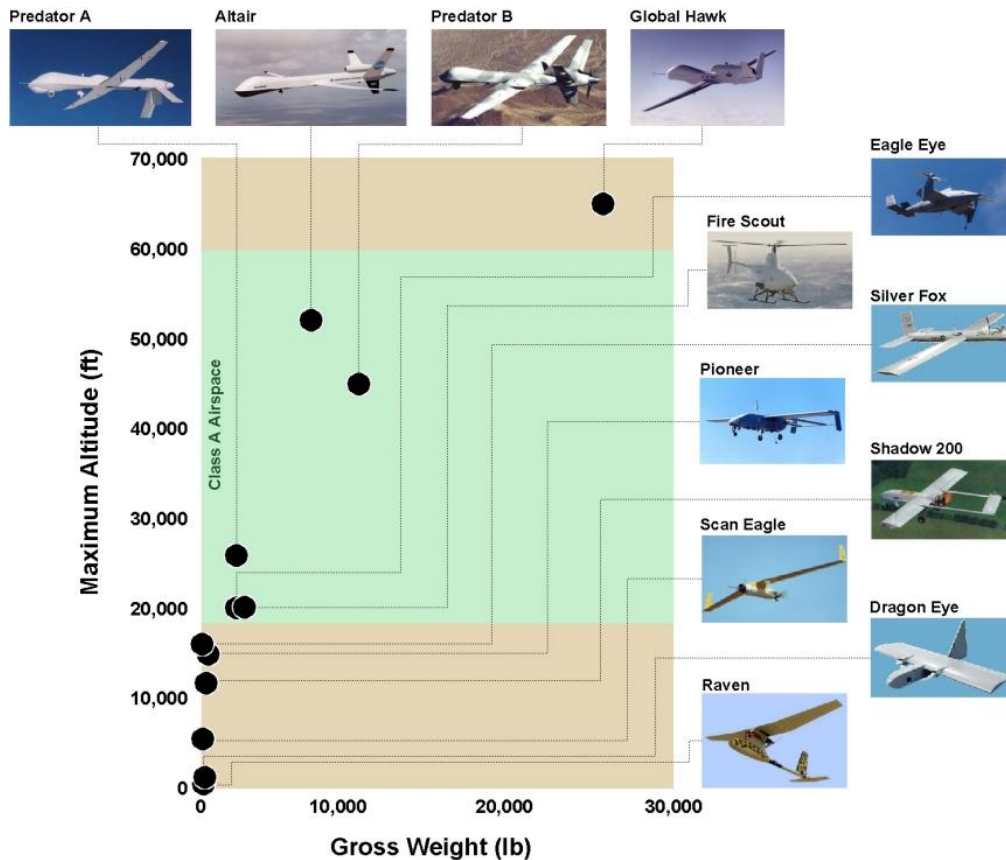 Predator A
Altair
Predator B
Global Hawk
70,000
60,000
50,000
40,000
30,000
20,000
10,000
0
Maximum Altitude (ft)
Class A Airspace
Eagle Eye
Fire Scout
Silver Fox
Pioneer
Shadow 200
Scan Eagle
Dragon Eye
Raven
0
10,000
20,000
30,000
Gross Weight (lb)